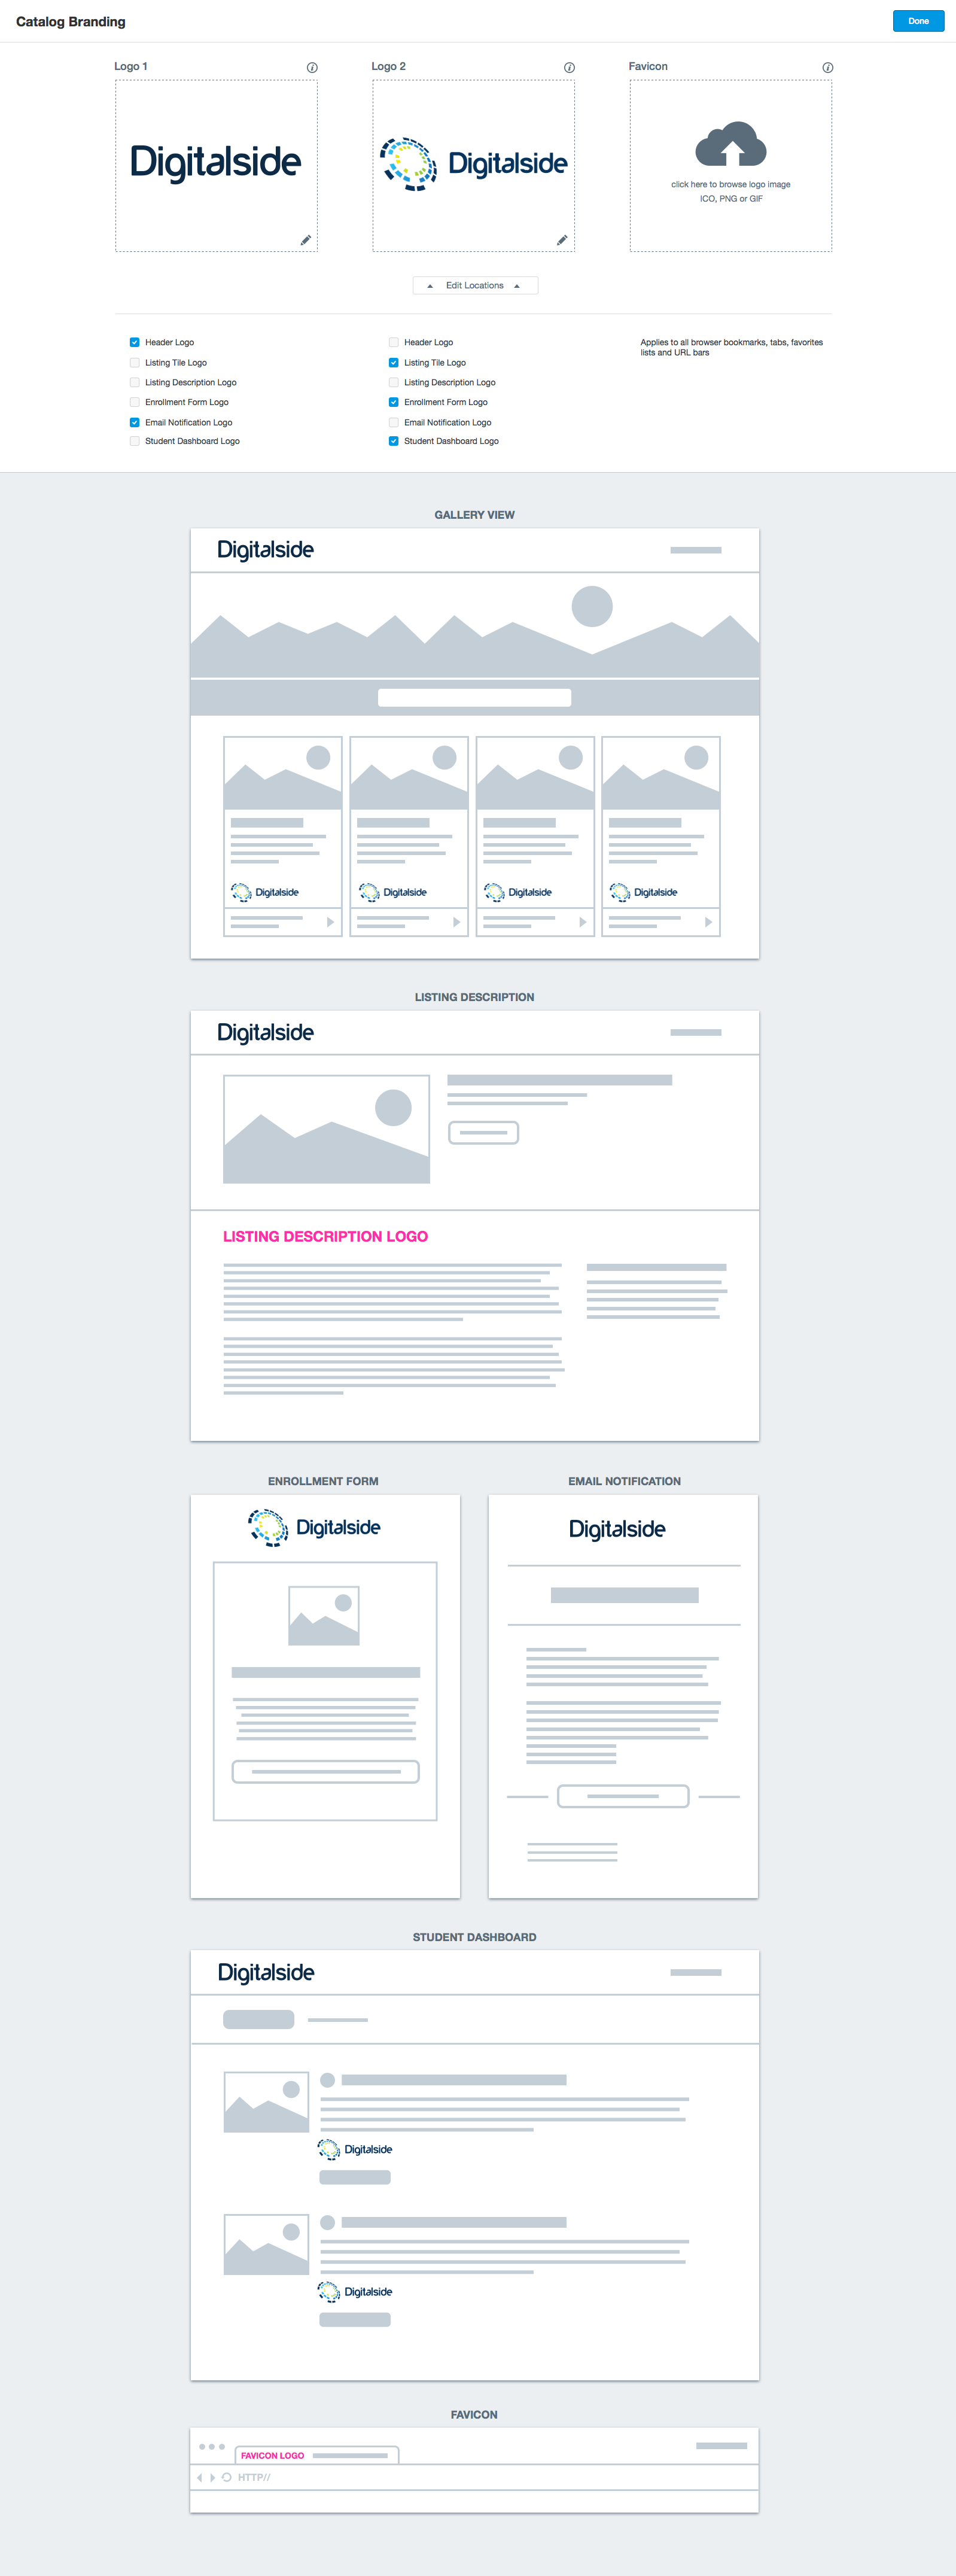 Catalog Branding
Done
Logo 1
Logo 2
Favicon
Digitalside
Digitalside
click here to browse logo image
ICO, PNG or GIF
Edit Locations
Header Logo
Listing Tile Logo
Listing Description Logo
Enrollment Form Logo
Email Notification Logo
Student Dashboard Logo
Header Logo
Listing Tile Logo
Listing Description Logo
Enrollment Form Logo
Email Notification Logo
Student Dashboard Logo
Applies to all browser bookmarks, tabs, favorites
lists and URL bars
GALLERY VIEW
Digitalside
Digitalside
Digitalside
Digitalside
Digitalside
LISTING DESCRIPTION
Digitalside
LISTING DESCRIPTION LOGO
ENROLLMENT FORM
Digitalside
EMAIL NOTIFICATION
Digitalside
STUDENT DASHBOARD
Digitalside
Digitalside
Digitalside
FAVICON
FAVICON LOGO
HTTP//